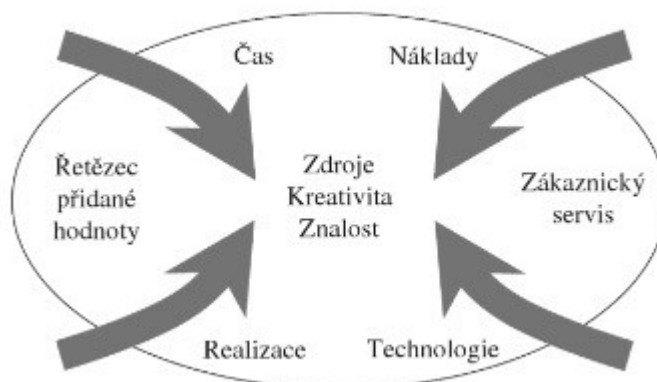 Čas
Náklady
Řetězec
přidané
hodnoty
Zdroje
Kreativita
Znalost
Zákaznický
servis
Realizace
Technologie